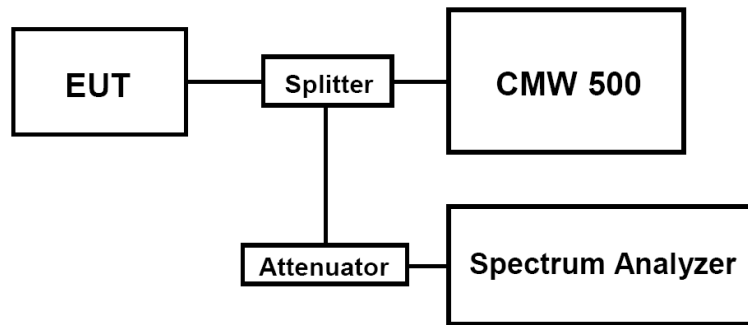 EUT
Splitter
CMW 500
Attenuator
Spectrum Analyzer